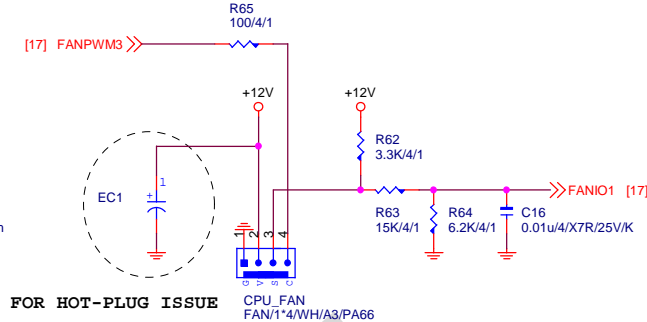 R65
100/4/1
[17] FANPWM3
+12V
+12V
R62
3.3K/4/1
EC1
1
+
FANIO1 [17]
R63
15K/4/1
R64
6.2K/4/1
C16
0.01u/4/X7R/25V/K
n
1 2 3 4
G V S C
FOR HOT-PLUG ISSUE
CPU_FAN
FAN/1*4/WH/A3/PA66